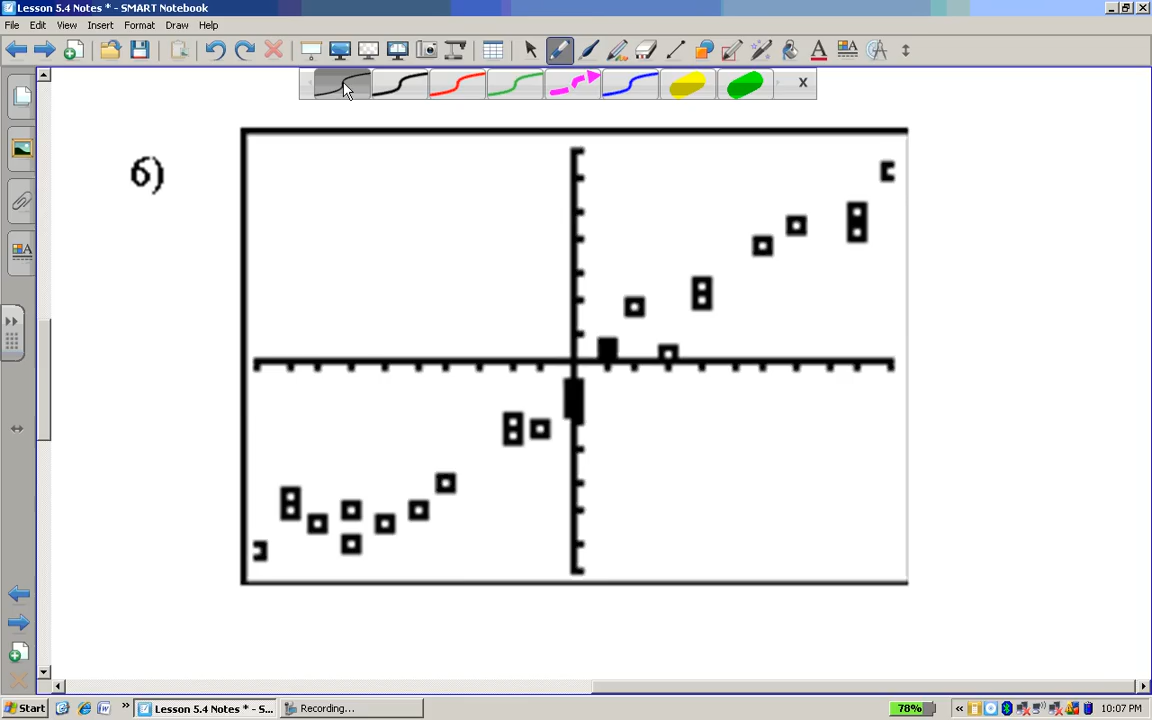 Lesson 5.4 Notes * - SMART Notebook
File Edit View Insert Format Draw Help
x
6)
Start
Lesson 5.4 Notes * - S...
Recording...
78%
10:07 PM